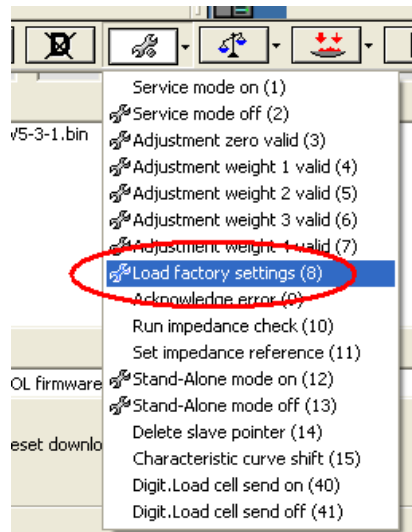 Service mode on (1)
Service mode off (2)
V5-3-1.bin
Adjustment zero valid (3)
Adjustment weight 1 valid (4)
Adjustment weight 2 valid (5)
Adjustment weight 3 valid (6)
Adjustment weight 4 valid (7)
Load factory settings (8)
Acknowledge error (9)
Run impedance check (10)
Set impedance reference (11)
OL firmware
Stand-Alone mode on (12)
Stand-Alone mode off (13)
Delete slave pointer (14)
eset downlo
Characteristic curve shift (15)
Digit.Load cell send on (40)
Digit.Load cell send off (41)